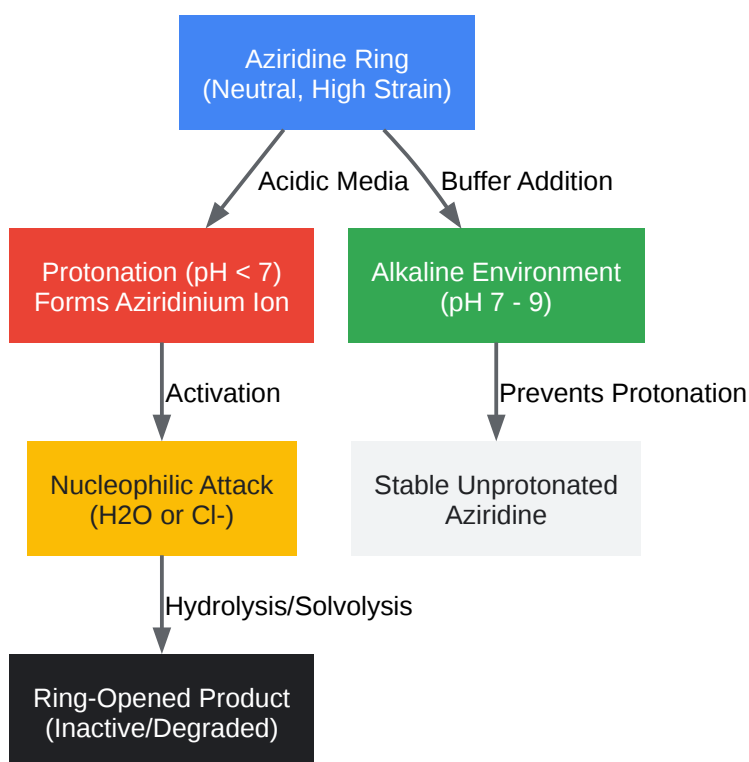 Aziridine Ring
(Neutral, High Strain)
Acidic Media
Buffer Addition
Protonation (pH < 7)
Forms Aziridinium Ion
Alkaline Environment
(pH 7 - 9)
Activation
Prevents Protonation
Nucleophilic Attack
(H2O or Cl-)
Stable Unprotonated
Aziridine
Hydrolysis/Solvolysis
Ring-Opened Product
(Inactive/Degraded)